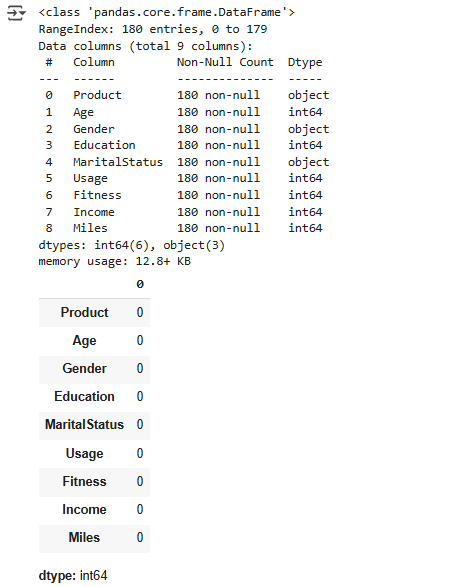 <class 'pandas.core.frame.DataFrame'>
RangeIndex: 180 entries, 0 to 179
Data columns (total 9 columns):
 #   Column         Non-Null Count  Dtype
---  ------         --------------  -----
 0   Product        180 non-null    object
 1   Age            180 non-null    int64
 2   Gender         180 non-null    object
 3   Education      180 non-null    int64
 4   MaritalStatus  180 non-null    object
 5   Usage          180 non-null    int64
 6   Fitness        180 non-null    int64
 7   Income         180 non-null    int64
 8   Miles          180 non-null    int64
dtypes: int64(6), object(3)
memory usage: 12.8+ KB
0
Product 0
Age 0
Gender 0
Education 0
MaritalStatus 0
Usage 0
Fitness 0
Income 0
Miles 0
dtype: int64